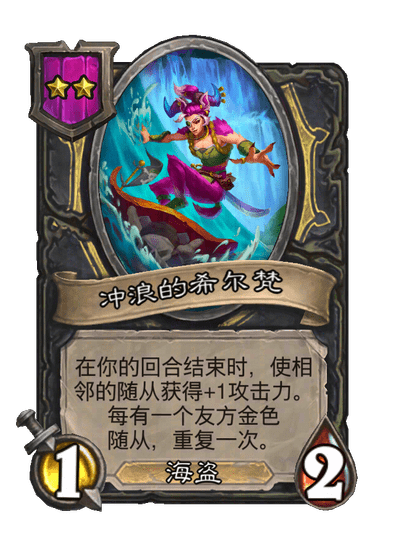 冲浪的希尔梵
在你的回合结束时，使相
邻的随从获得+1攻击力。
每有一个友方金色
随从，重复一次。
1
海盗
2